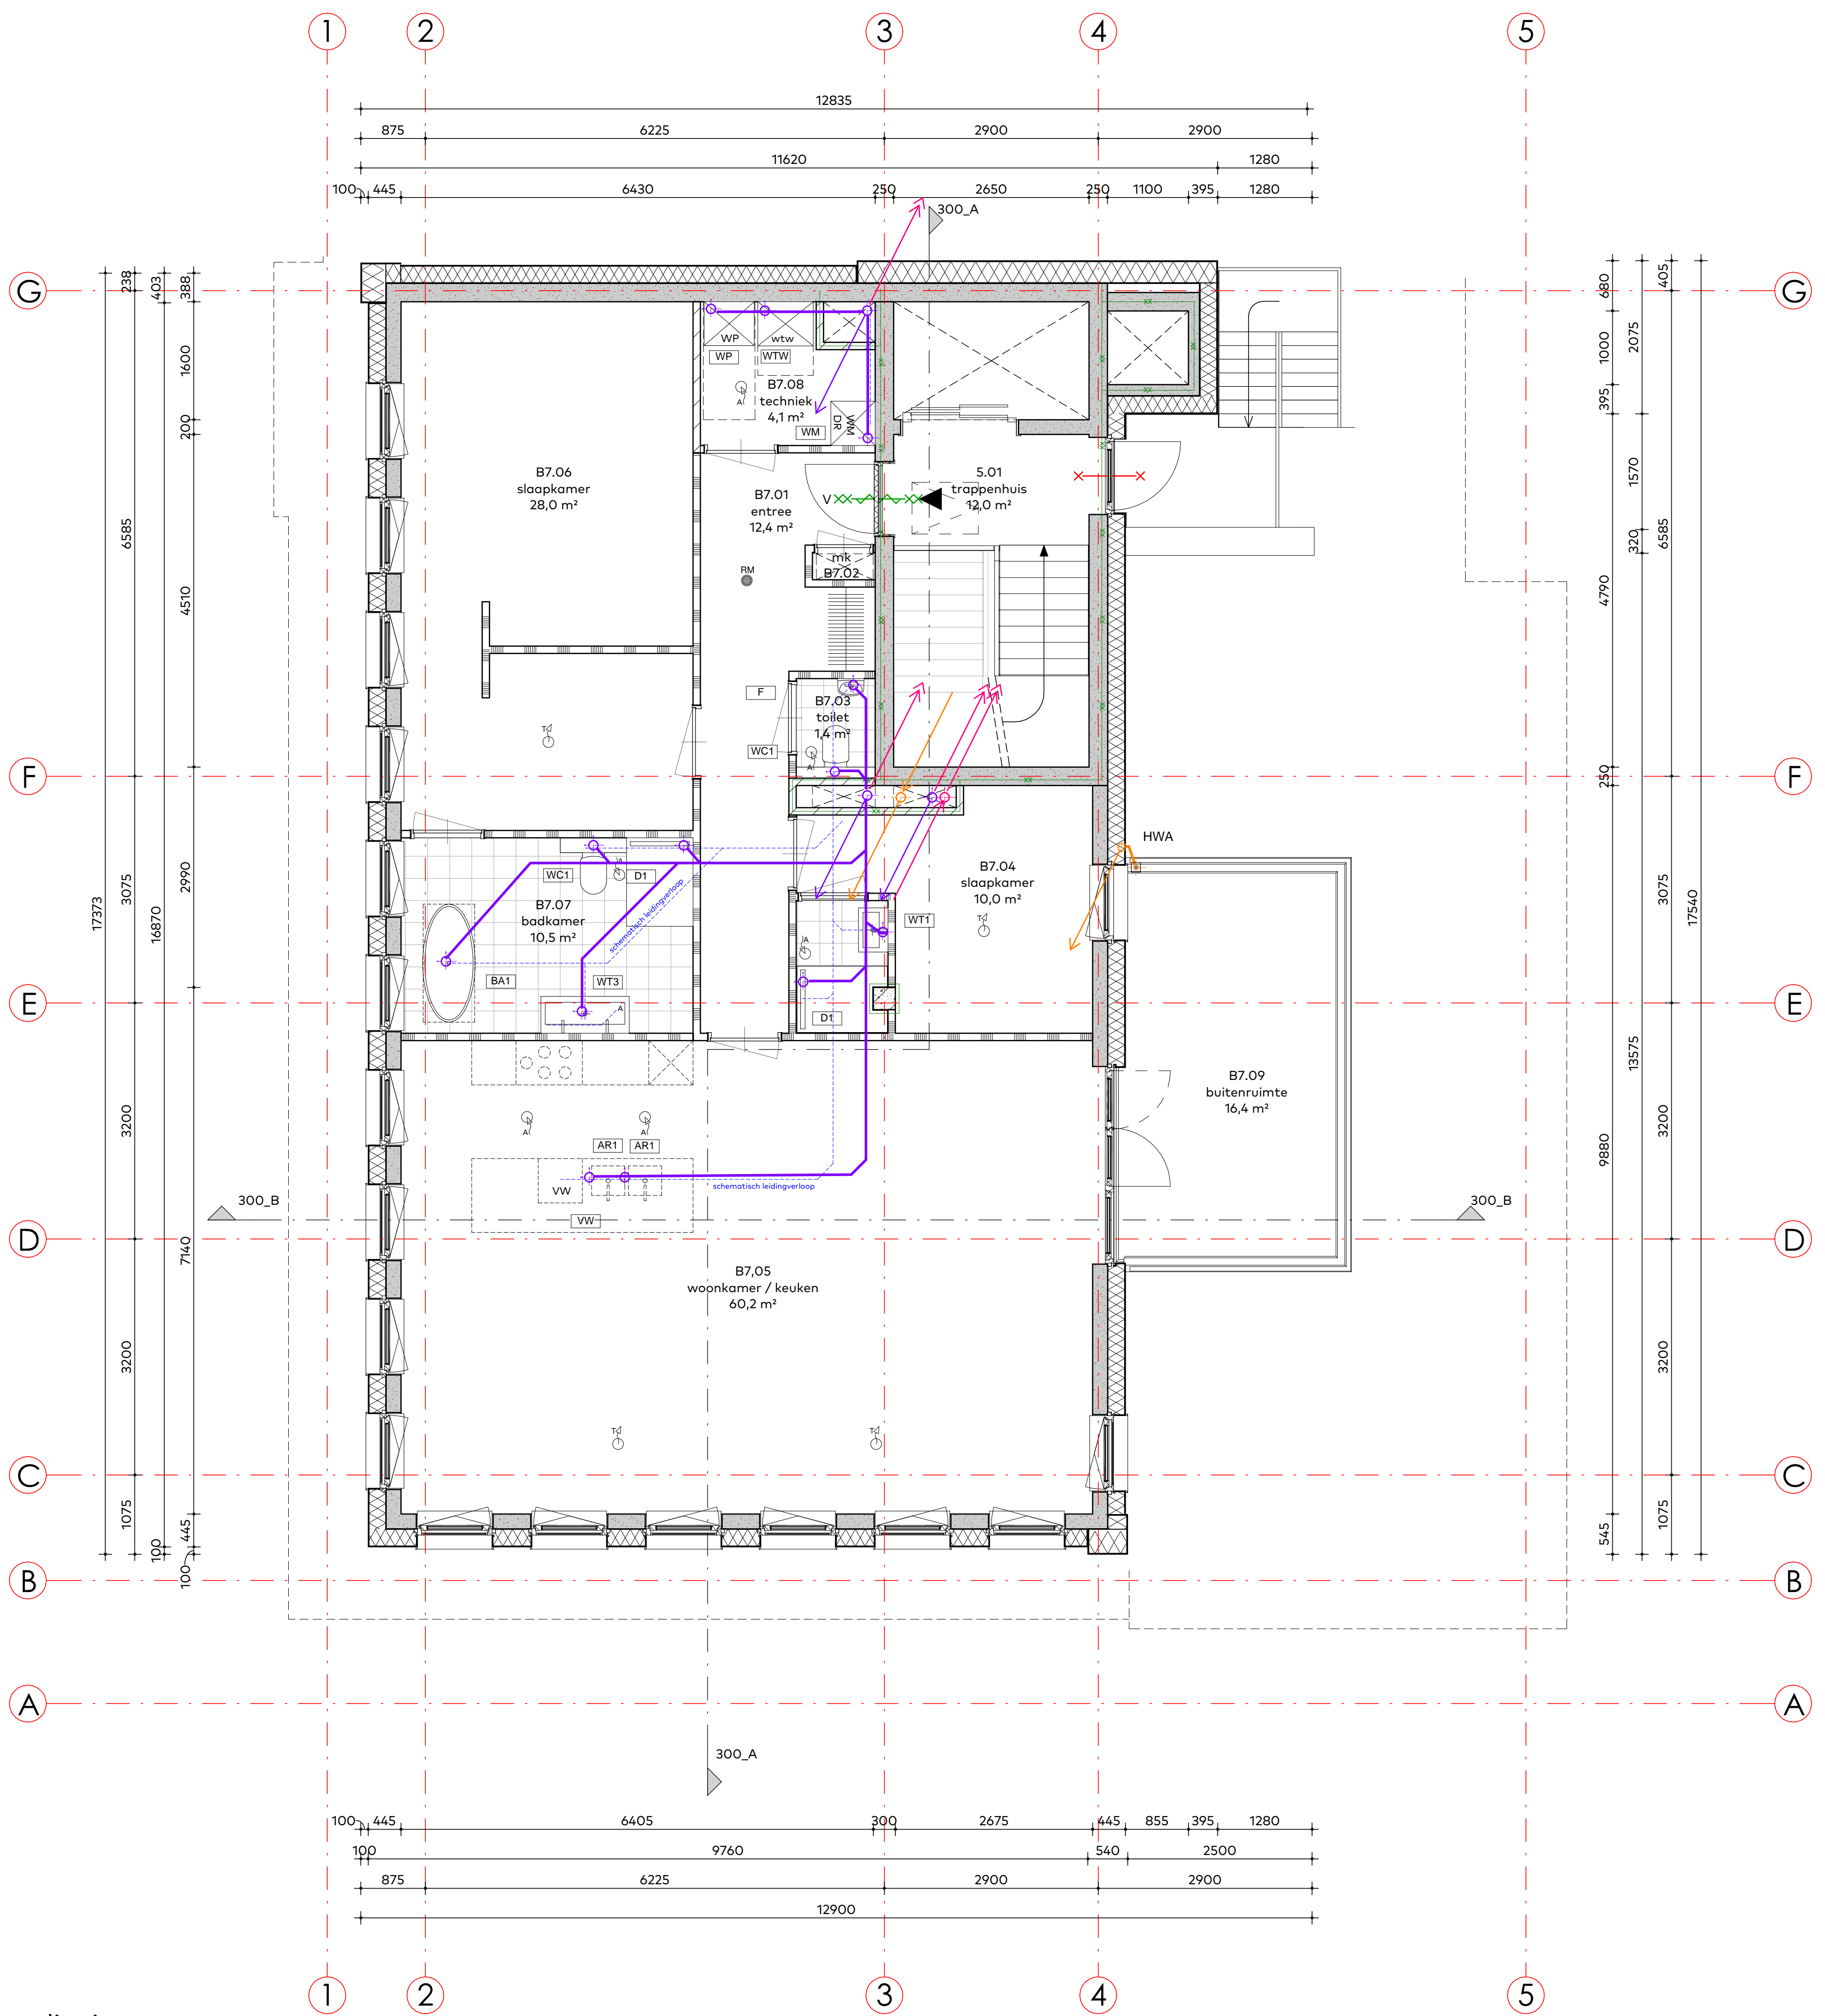 1 2 3 4 5
12835
875 6225 2900 2900
11620 1280
100 445 6430 250 2650 250 1100 395 1280
300_A
G G
238
403
3888
680
405
WP
wtw
WP
WTW
B7.08
techniek
4,1 m²
A
WM
DR
WM
1600
1000
2075
395
200
B7.06
slaapkamer
28,0 m²
B7.01
entree
12,4 m²
V
5.01
trappenhuis
12,0 m²
1570
320
6585
6585
mk
B7.02
RM
4510
4790
F
B7.03
toilet
1,4 m²
WC1
A
T
F F
250
HWA
WC1
A
D1
B7.07
badkamer
10,5 m²
schematisch leidingverloop
BA1
WT3
A
B7.04
slaapkamer
10,0 m²
WT1
T
A
D1
2990
3075
16870
17373
3075
17540
E E
B7.09
buitenruimte
16,4 m²
13575
3200
3200
9880
A
A
AR1
AR1
VW
VW
schematisch leidingverloop
300_B
300_B
D D
7140
B7,05
woonkamer / keuken
60,2 m²
3200
3200
T
T
C C
1075
445
100
100
545
1075
B B
A A
300_A
100 445 6405 300 2675 445 855 395 1280
100 9760 540 2500
875 6225 2900 2900
12900
1 2 3 4 5